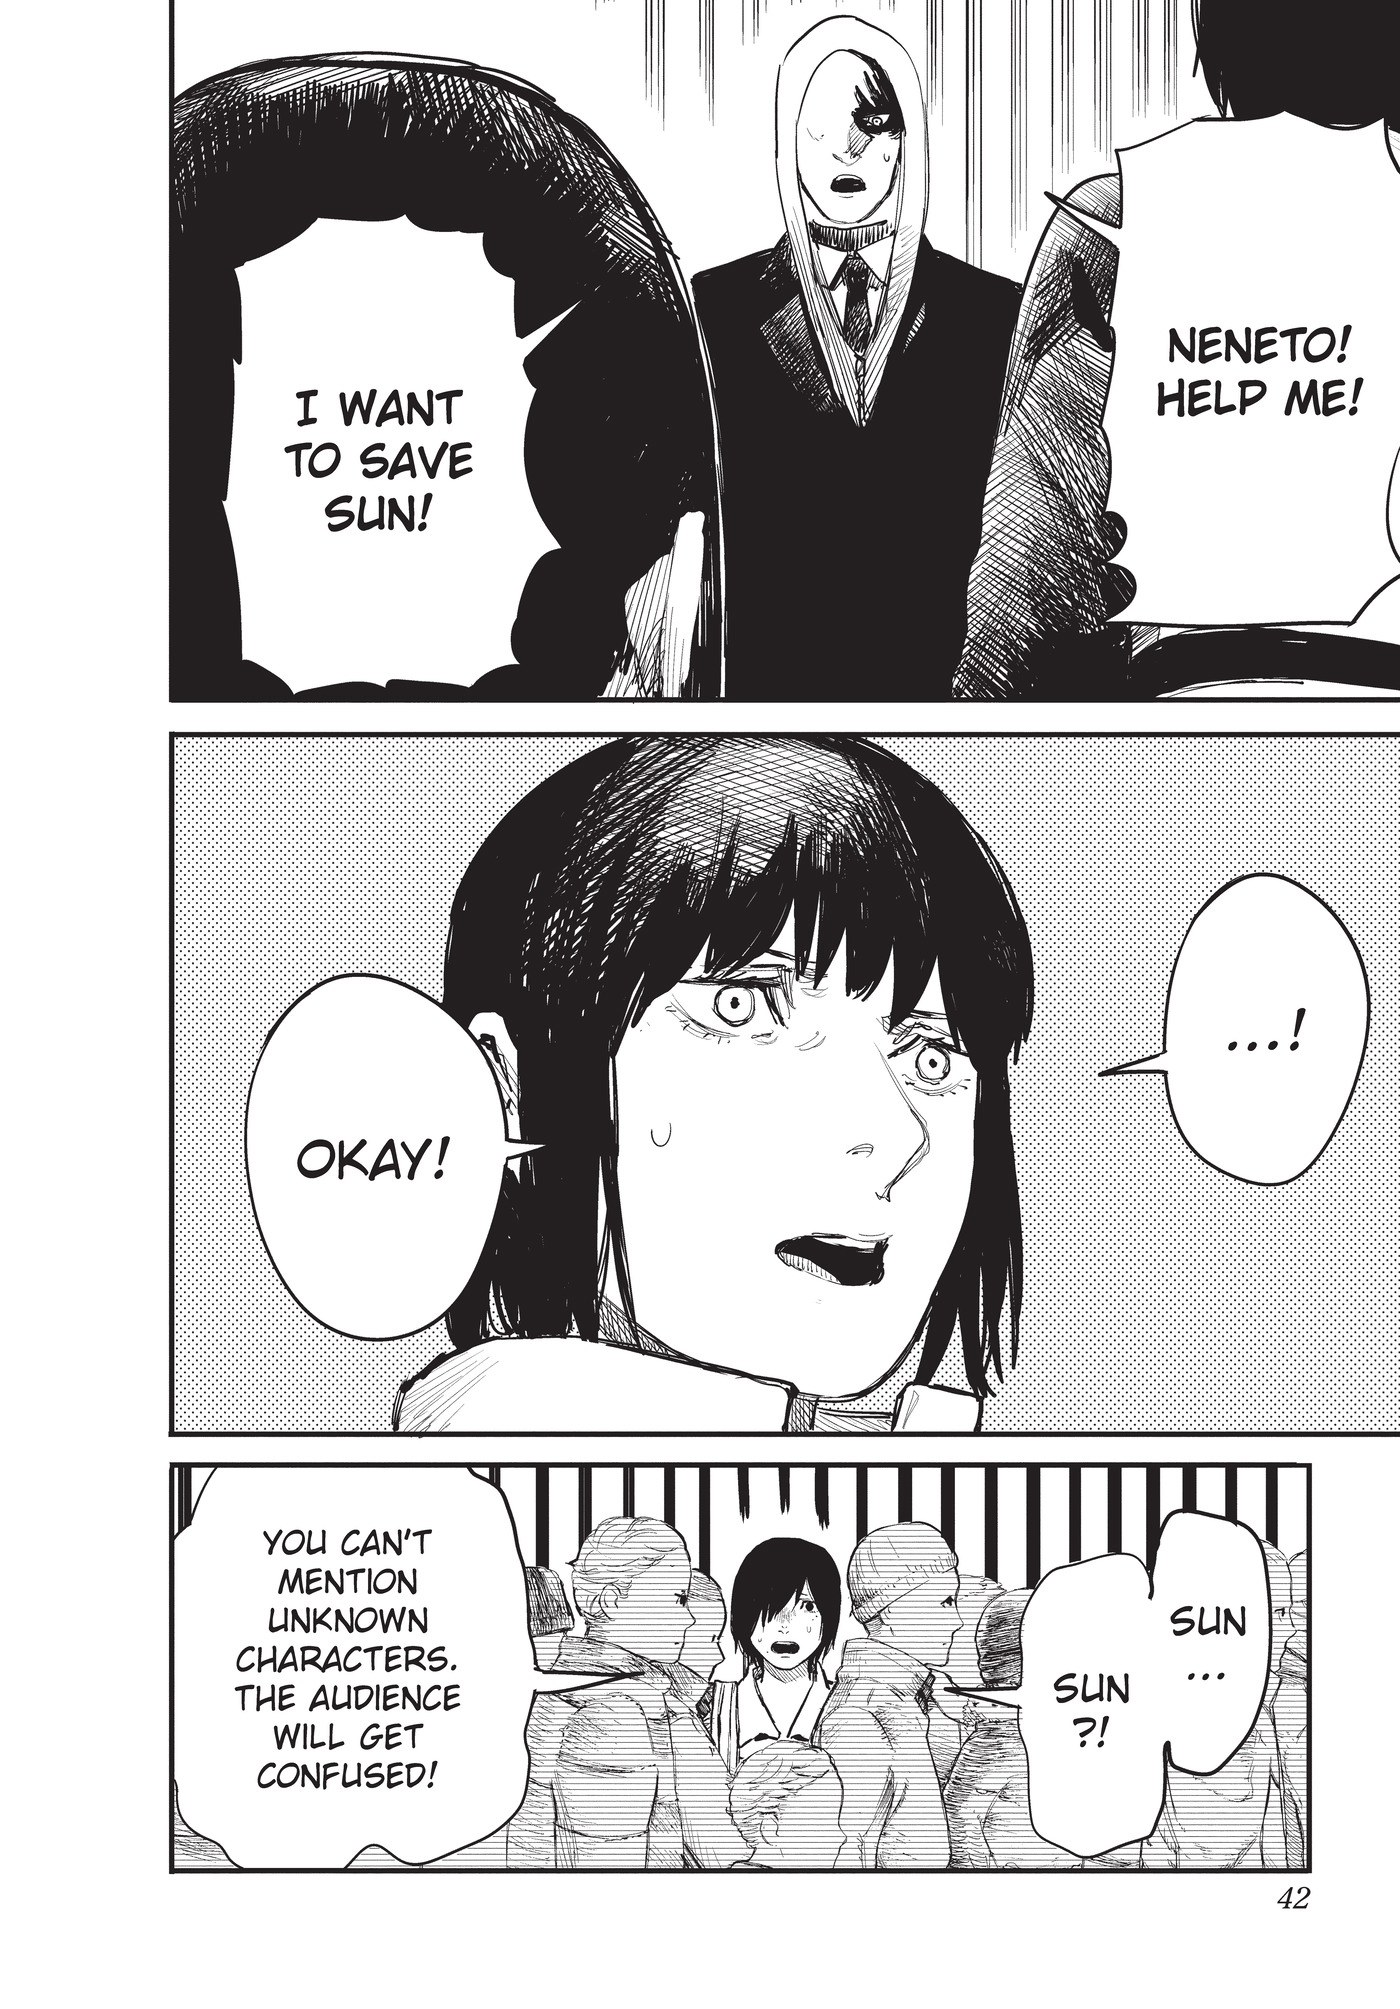 NENETO!
HELP ME!
I WANT
TO SAVE
SUN!
...!
OKAY!
SUN
...
SUN
?!
YOU CAN'T
MENTION
UNKNOWN
CHARACTERS.
THE AUDIENCE
WILL GET
CONFUSED!
42